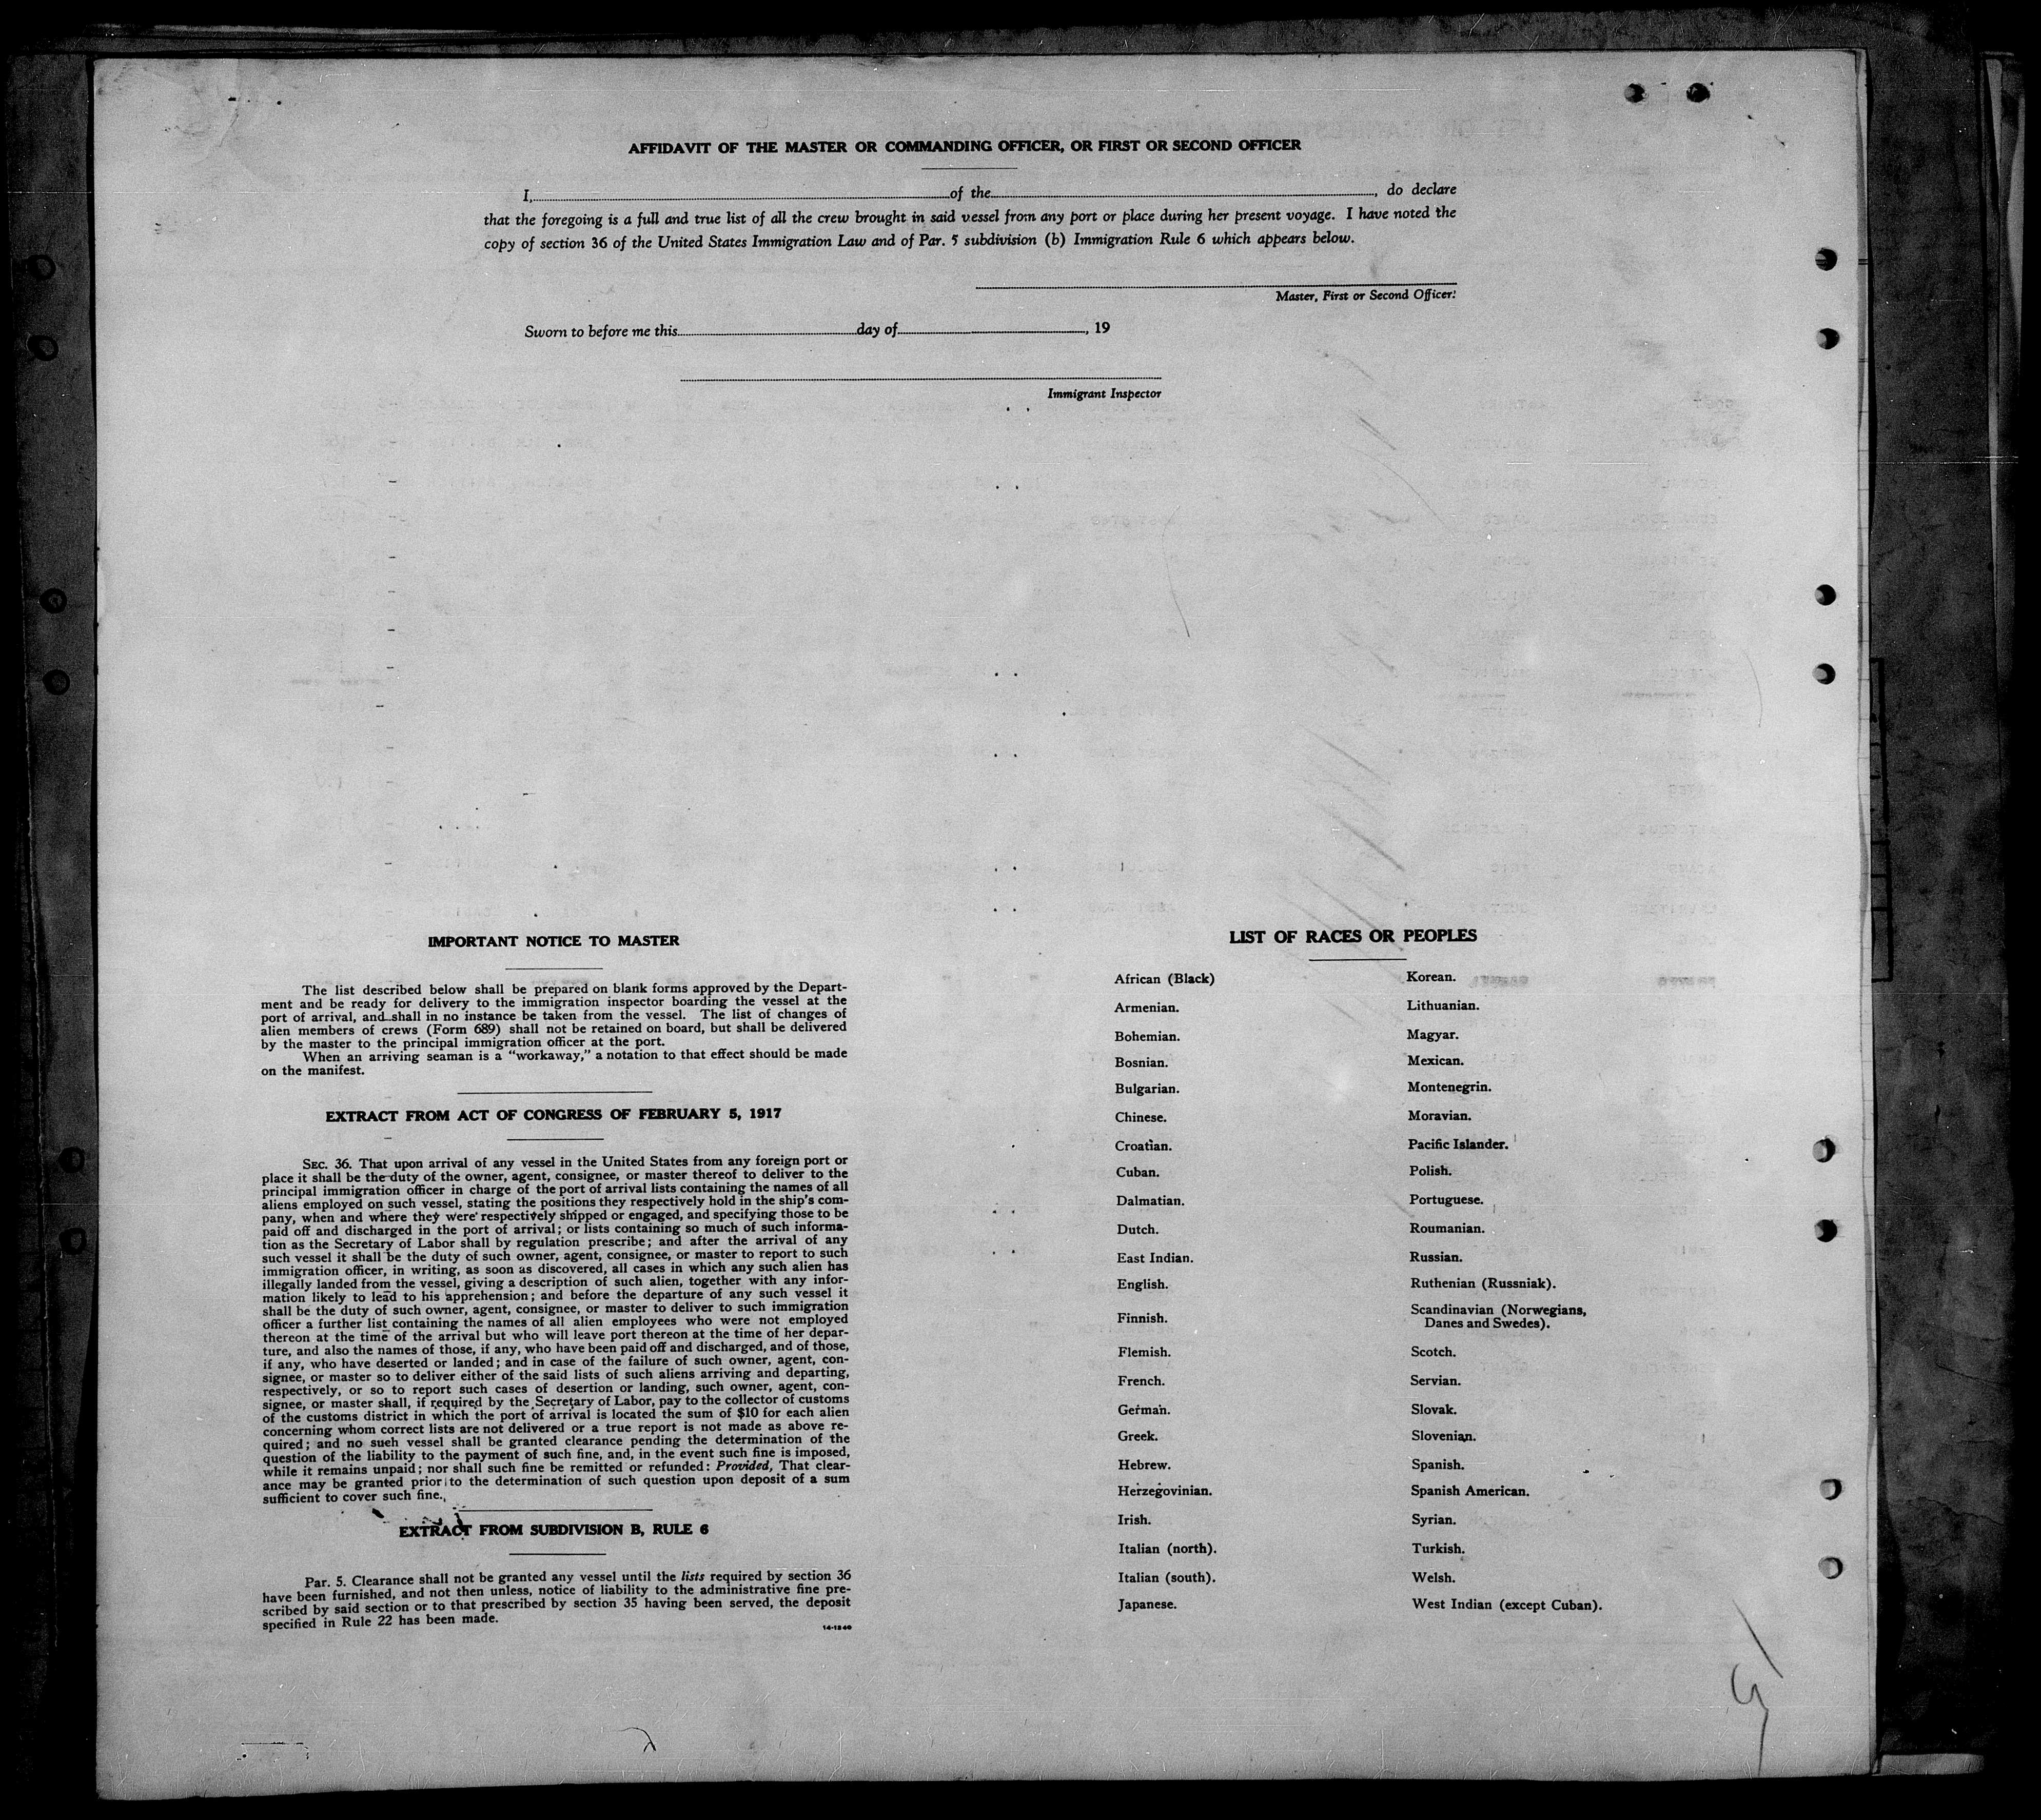 AFFIDAVIT OF THE MASTER OR COMMANDING OFFICER, OR FIRST OR SECOND OFFICER
I, of the , do declare
that the foregoing is a full and true list of all the crew brought in said vessel from any port or place during her present voyage. I have noted the
copy of section 36 of the United States Immigration Law and of Par. 5 subdivision (b) Immigration Rule 6 which appears below.
Master, First or Second Officer.
Sworn to before me this day of , 19
Immigrant Inspector
IMPORTANT NOTICE TO MASTER
The list described below shall be prepared on blank forms approved by the Depart-
ment and be ready for delivery to the immigration inspector boarding the vessel at the
port of arrival, and shall in no instance be taken from the vessel. The list of changes of
alien members of crews (Form 689) shall not be retained on board, but shall be delivered
by the master to the principal immigration officer at the port.
When an arriving seaman is a "workaway," a notation to that effect should be made
on the manifest.
EXTRACT FROM ACT OF CONGRESS OF FEBRUARY 5, 1917
SEC. 36. That upon arrival of any vessel in the United States from any foreign port or
place it shall be the duty of the owner, agent, consignee, or master thereof to deliver to the
principal immigration officer in charge of the port of arrival lists containing the names of all
aliens employed on such vessel, stating the positions they respectively hold in the ship's com-
pany, when and where they were respectively shipped or engaged, and specifying those to be
paid off and discharged in the port of arrival; or lists containing so much of such informa-
tion as the Secretary of Labor shall by regulation prescribe; and after the arrival of any
such vessel it shall be the duty of such owner, agent, consignee, or master to report to such
immigration officer, in writing, as soon as discovered, all cases in which any such alien has
illegally landed from the vessel, giving a description of such alien, together with any infor-
mation likely to lead to his apprehension; and before the departure of any such vessel it
shall be the duty of such owner, agent, consignee, or master to deliver to such immigration
officer a further list containing the names of all alien employees who were not employed
thereon at the time of the arrival but who will leave port thereon at the time of her depar-
ture, and also the names of those, if any, who have been paid off and discharged, and of those,
if any, who have deserted or landed; and in case of the failure of such owner, agent, con-
signee, or master so to deliver either of the said lists of such aliens arriving and departing,
respectively, or so to report such cases of desertion or landing, such owner, agent, con-
signee, or master shall, if required by the Secretary of Labor, pay to the collector of customs
of the customs district in which the port of arrival is located the sum of $10 for each alien
concerning whom correct lists are not delivered or a true report is not made as above re-
quired; and no such vessel shall be granted clearance pending the determination of the
question of the liability to the payment of such fine, and, in the event such fine is imposed,
while it remains unpaid; nor shall such fine be remitted or refunded: Provided, That clear-
ance may be granted prior to the determination of such question upon deposit of a sum
sufficient to cover such fine.
EXTRACT FROM SUBDIVISION B, RULE 6
Par. 5. Clearance shall not be granted any vessel until the lists required by section 36
have been furnished, and not then unless, notice of liability to the administrative fine pre-
scribed by said section or to that prescribed by section 35 having been served, the deposit
specified in Rule 22 has been made.
14-1840
LIST OF RACES OR PEOPLES
African (Black)
Armenian.
Bohemian.
Bosnian.
Bulgarian.
Chinese.
Croatian.
Cuban.
Dalmatian.
Dutch.
East Indian.
English.
Finnish.
Flemish.
French.
German.
Greek.
Hebrew.
Herzegovinian.
Irish.
Italian (north).
Italian (south).
Japanese.
Korean.
Lithuanian.
Magyar.
Mexican.
Montenegrin.
Moravian.
Pacific Islander.
Polish.
Portuguese.
Roumanian.
Russian.
Ruthenian (Russniak).
Scandinavian (Norwegians,
Danes and Swedes).
Scotch.
Servian.
Slovak.
Slovenian.
Spanish.
Spanish American.
Syrian.
Turkish.
Welsh.
West Indian (except Cuban).